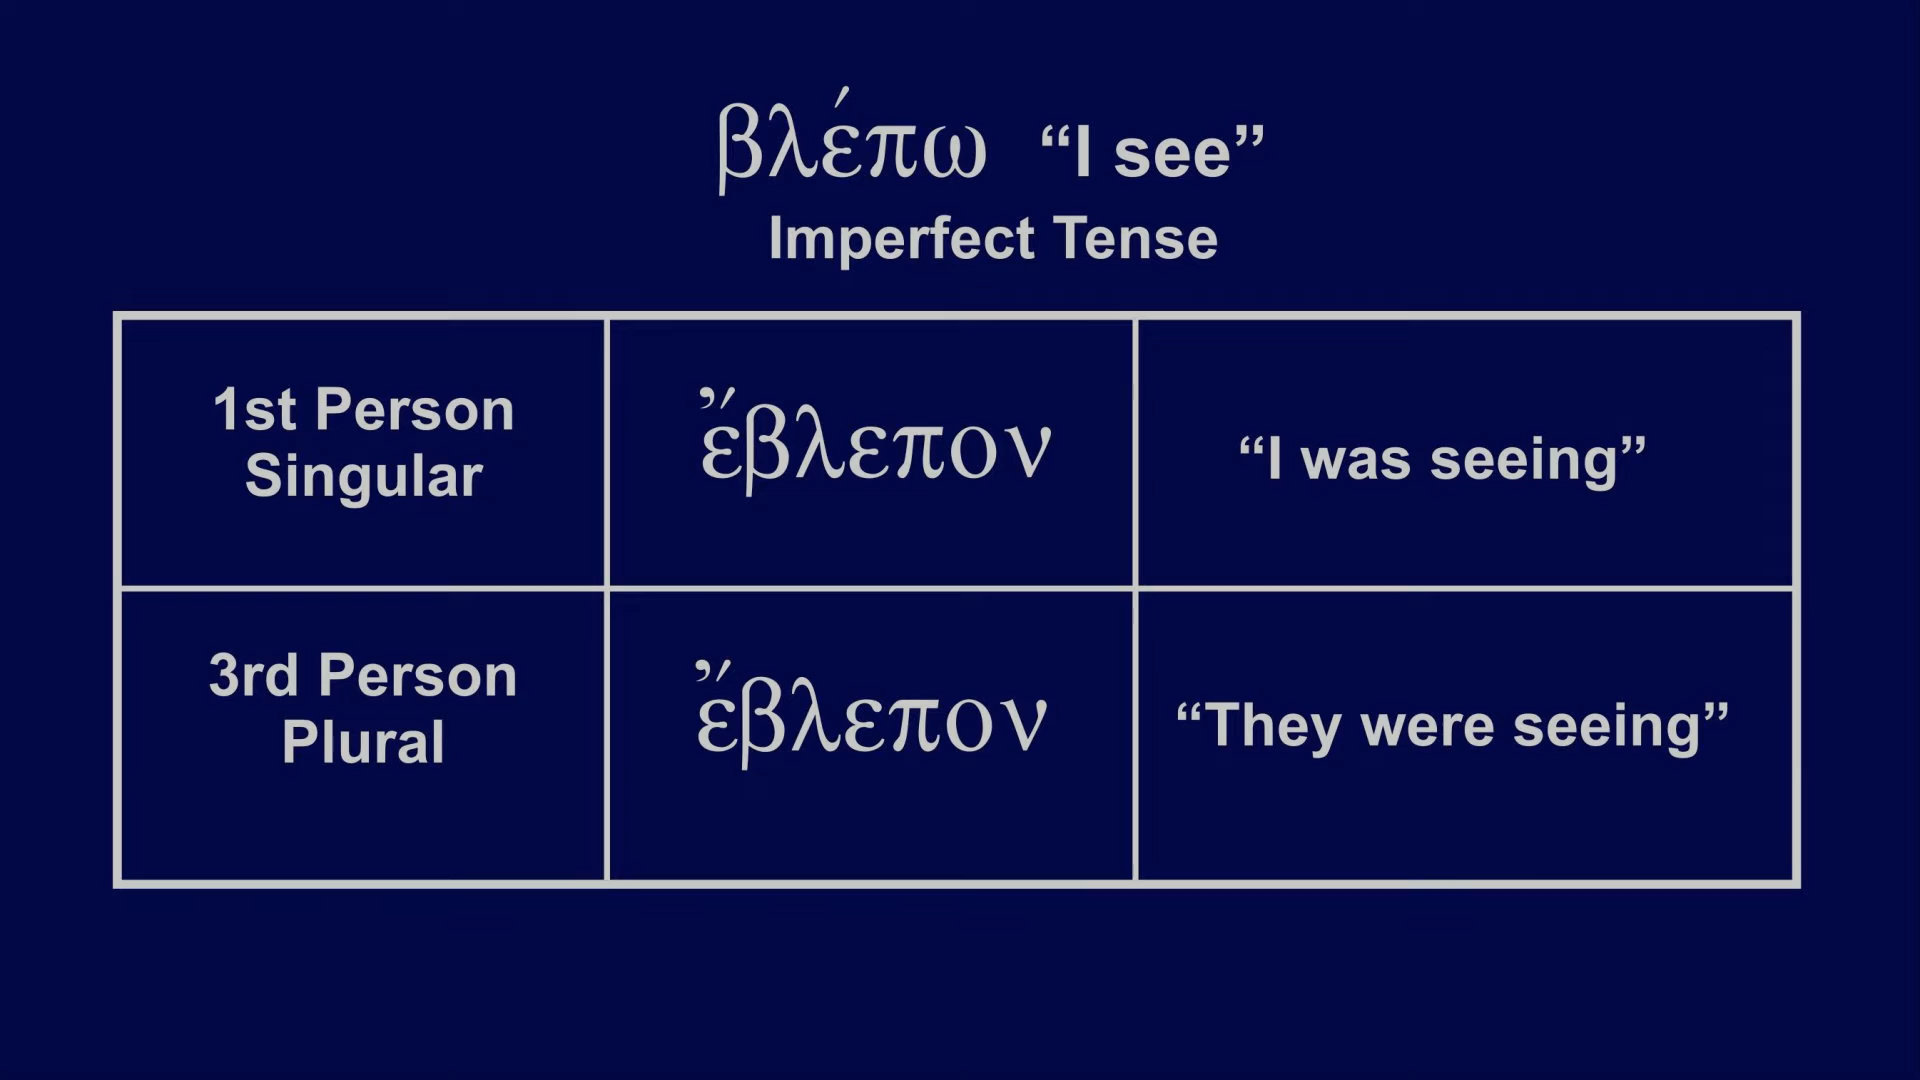 βλέπω “I see”
Imperfect Tense
1st Person
Singular
ἔβλεπον
“I was seeing”
3rd Person
Plural
ἔβλεπον
“They were seeing”